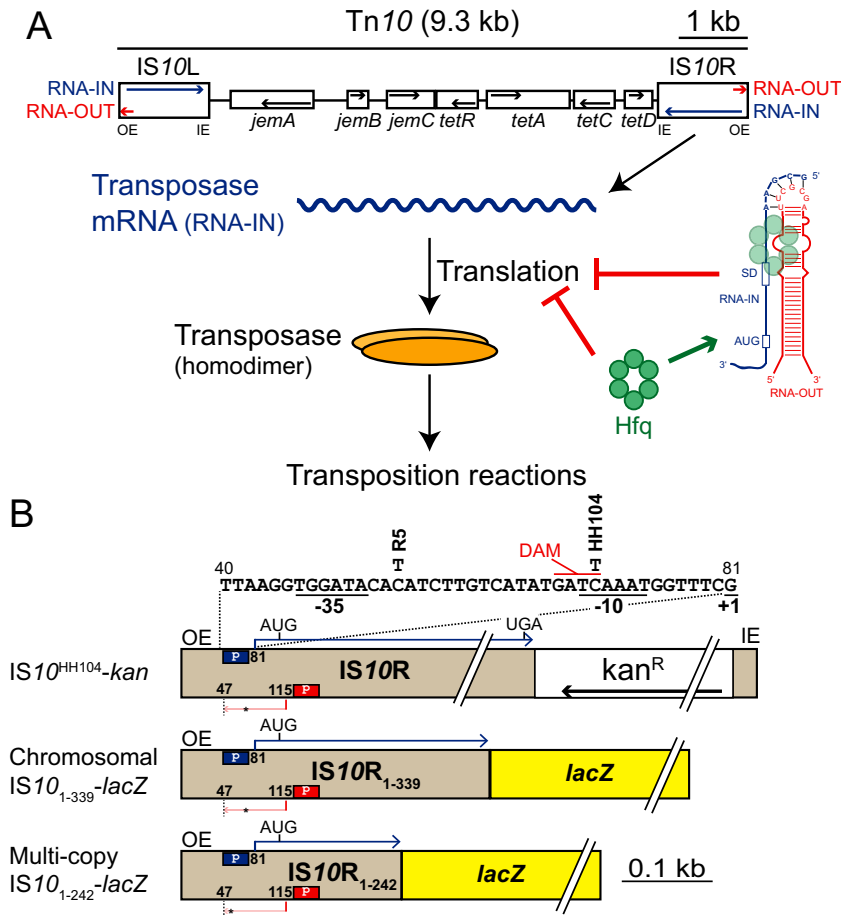 A
Tn10 (9.3 kb)
1 kb
IS10L
IS10R
RNA-IN
RNA-OUT
RNA-OUT
RNA-IN
OE
IE
jemA
jemB
jemC
tetR
tetA
tetC
tetD
IE
OE
Transposase
mRNA (RNA-IN)
Translation
Transposase
(homodimer)
Hfq
Transposition reactions
A A G C G 5'
U U C G C G A
SD
RNA-IN
AUG
3'
5'
3'
RNA-OUT
B
R5
T
DAM
HH104
T
40
81
TTAAGGTGGATACACATCTTGTCATATGATCAAATGGTTTCG
-35
-10
+1
OE
AUG
UGA
IE
IS10HH104-kan
P
81
IS10R
kanR
47
115
P
*
Chromosomal
IS101-339-lacZ
OE
AUG
P
81
IS10R1-339
lacZ
47
115
P
*
Multi-copy
IS101-242-lacZ
OE
AUG
P
81
IS10R1-242
lacZ
0.1 kb
47
115
P
*